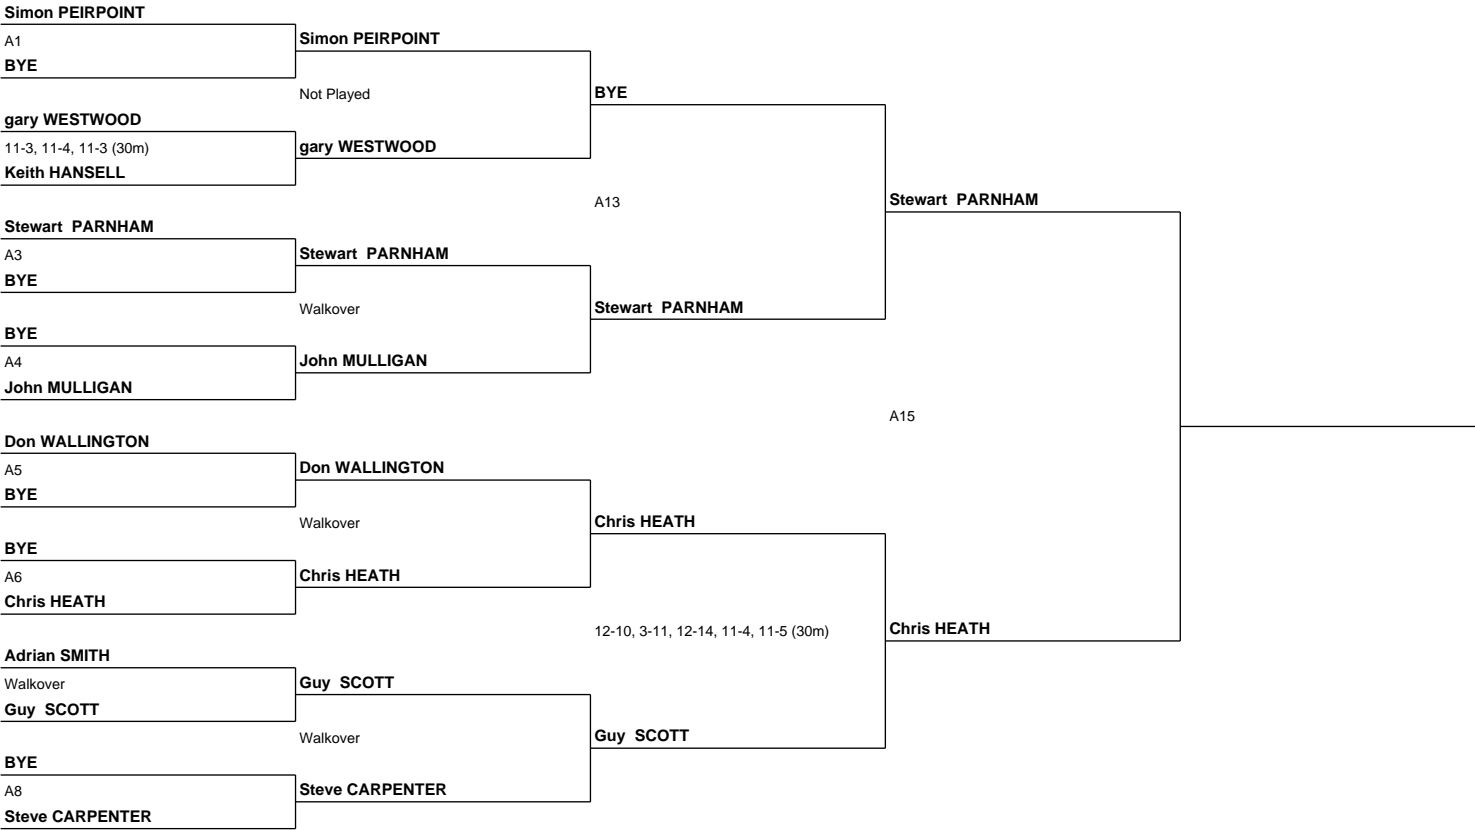 Simon PEIRPOINT
A1
BYE
gary WESTWOOD
11-3, 11-4, 11-3 (30m)
Keith HANSELL
Stewart  PARNHAM
A3
BYE
BYE
A4
John MULLIGAN
Don WALLINGTON
A5
BYE
BYE
A6
Chris HEATH
Adrian SMITH
Walkover
Guy  SCOTT
BYE
A8
Steve CARPENTER
Simon PEIRPOINT
Not Played
gary WESTWOOD
Stewart  PARNHAM
Walkover
John MULLIGAN
Don WALLINGTON
Walkover
Chris HEATH
Guy  SCOTT
Walkover
Steve CARPENTER
BYE
A13
Stewart  PARNHAM
Chris HEATH
12-10, 3-11, 12-14, 11-4, 11-5 (30m)
Guy  SCOTT
Stewart  PARNHAM
A15
Chris HEATH